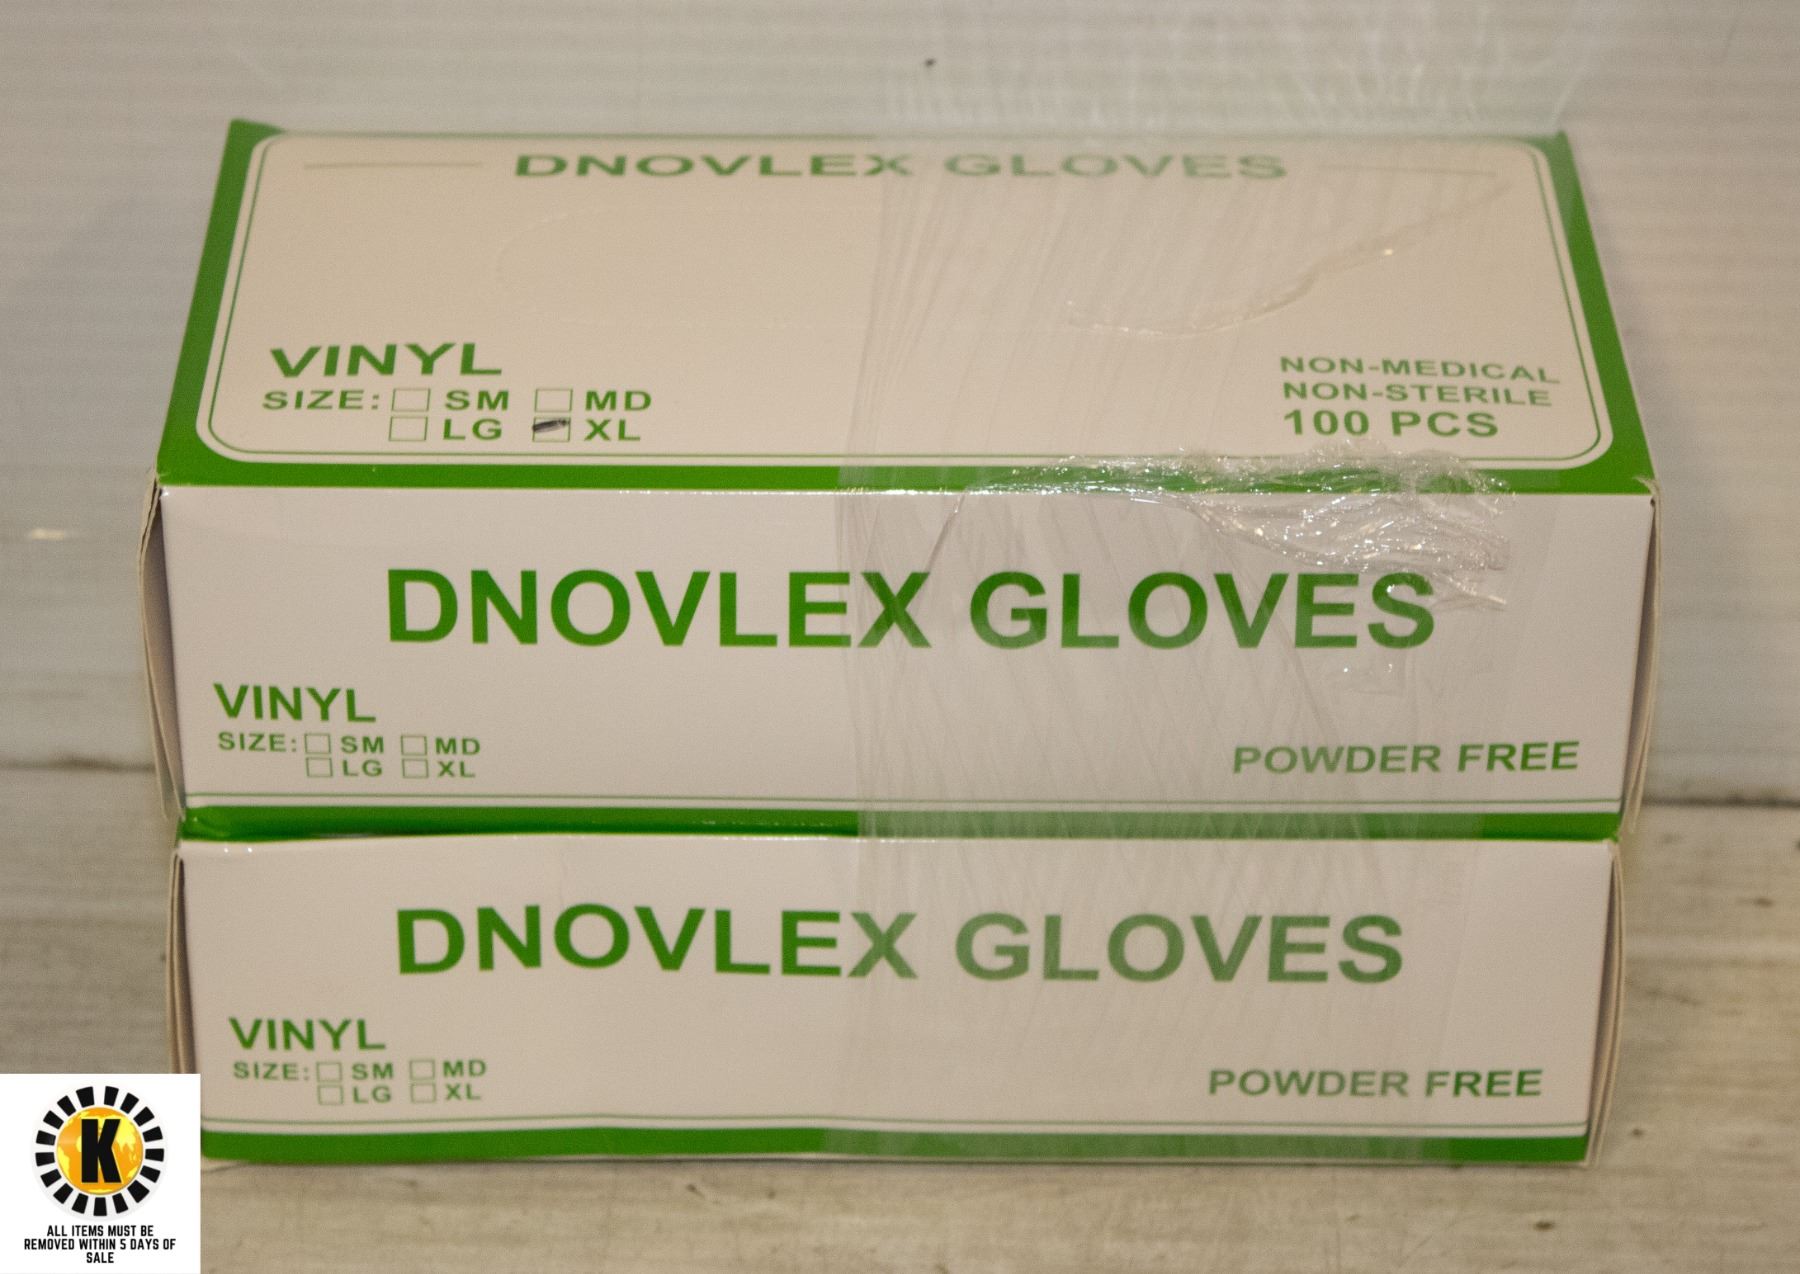 DNOVLEX GLOVES
VINYL
SIZE: SM MD
LG XL
NON-MEDICAL
NON-STERILE
100 PCS
DNOVLEX GLOVES
VINYL
SIZE: SM MD
LG XL
POWDER FREE
DNOVLEX GLOVES
VINYL
SIZE: SM MD
LG XL
POWDER FREE
K
ALL ITEMS MUST BE
REMOVED WITHIN 5 DAYS OF
SALE